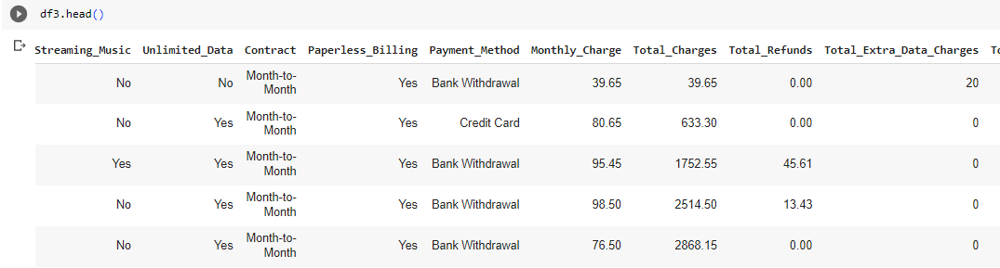 df3.head()
Streaming_Music Unlimited_Data Contract Paperless_Billing Payment_Method Monthly_Charge Total_Charges Total_Refunds Total_Extra_Data_Charges To
No No Month-to-Month Yes Bank Withdrawal 39.65 39.65 0.00 20
No Yes Month-to-Month Yes Credit Card 80.65 633.30 0.00 0
Yes Yes Month-to-Month Yes Bank Withdrawal 95.45 1752.55 45.61 0
No Yes Month-to-Month Yes Bank Withdrawal 98.50 2514.50 13.43 0
No Yes Month-to-Month Yes Bank Withdrawal 76.50 2868.15 0.00 0